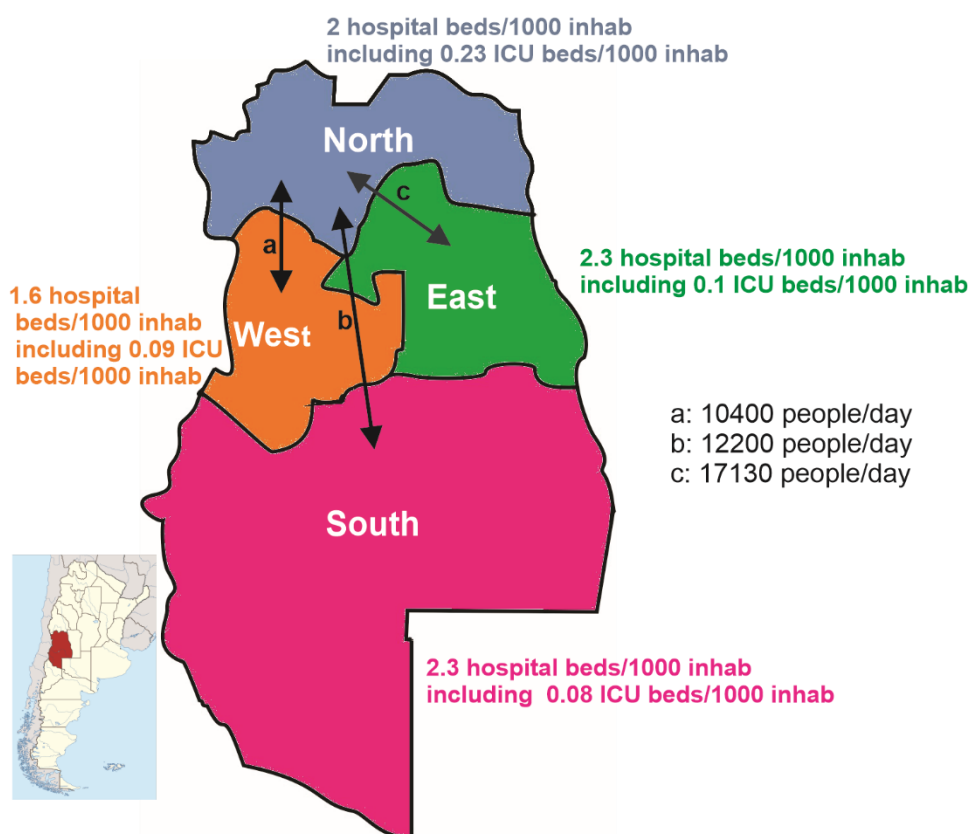 2 hospital beds/1000 inhab
including 0.23 ICU beds/1000 inhab
North
c
a
2.3 hospital beds/1000 inhab
including 0.1 ICU beds/1000 inhab
East
1.6 hospital
beds/1000 inhab
including 0.09 ICU
beds/1000 inhab
West
b
a: 10400 people/day
b: 12200 people/day
c: 17130 people/day
South
2.3 hospital beds/1000 inhab
including 0.08 ICU beds/1000 inhab